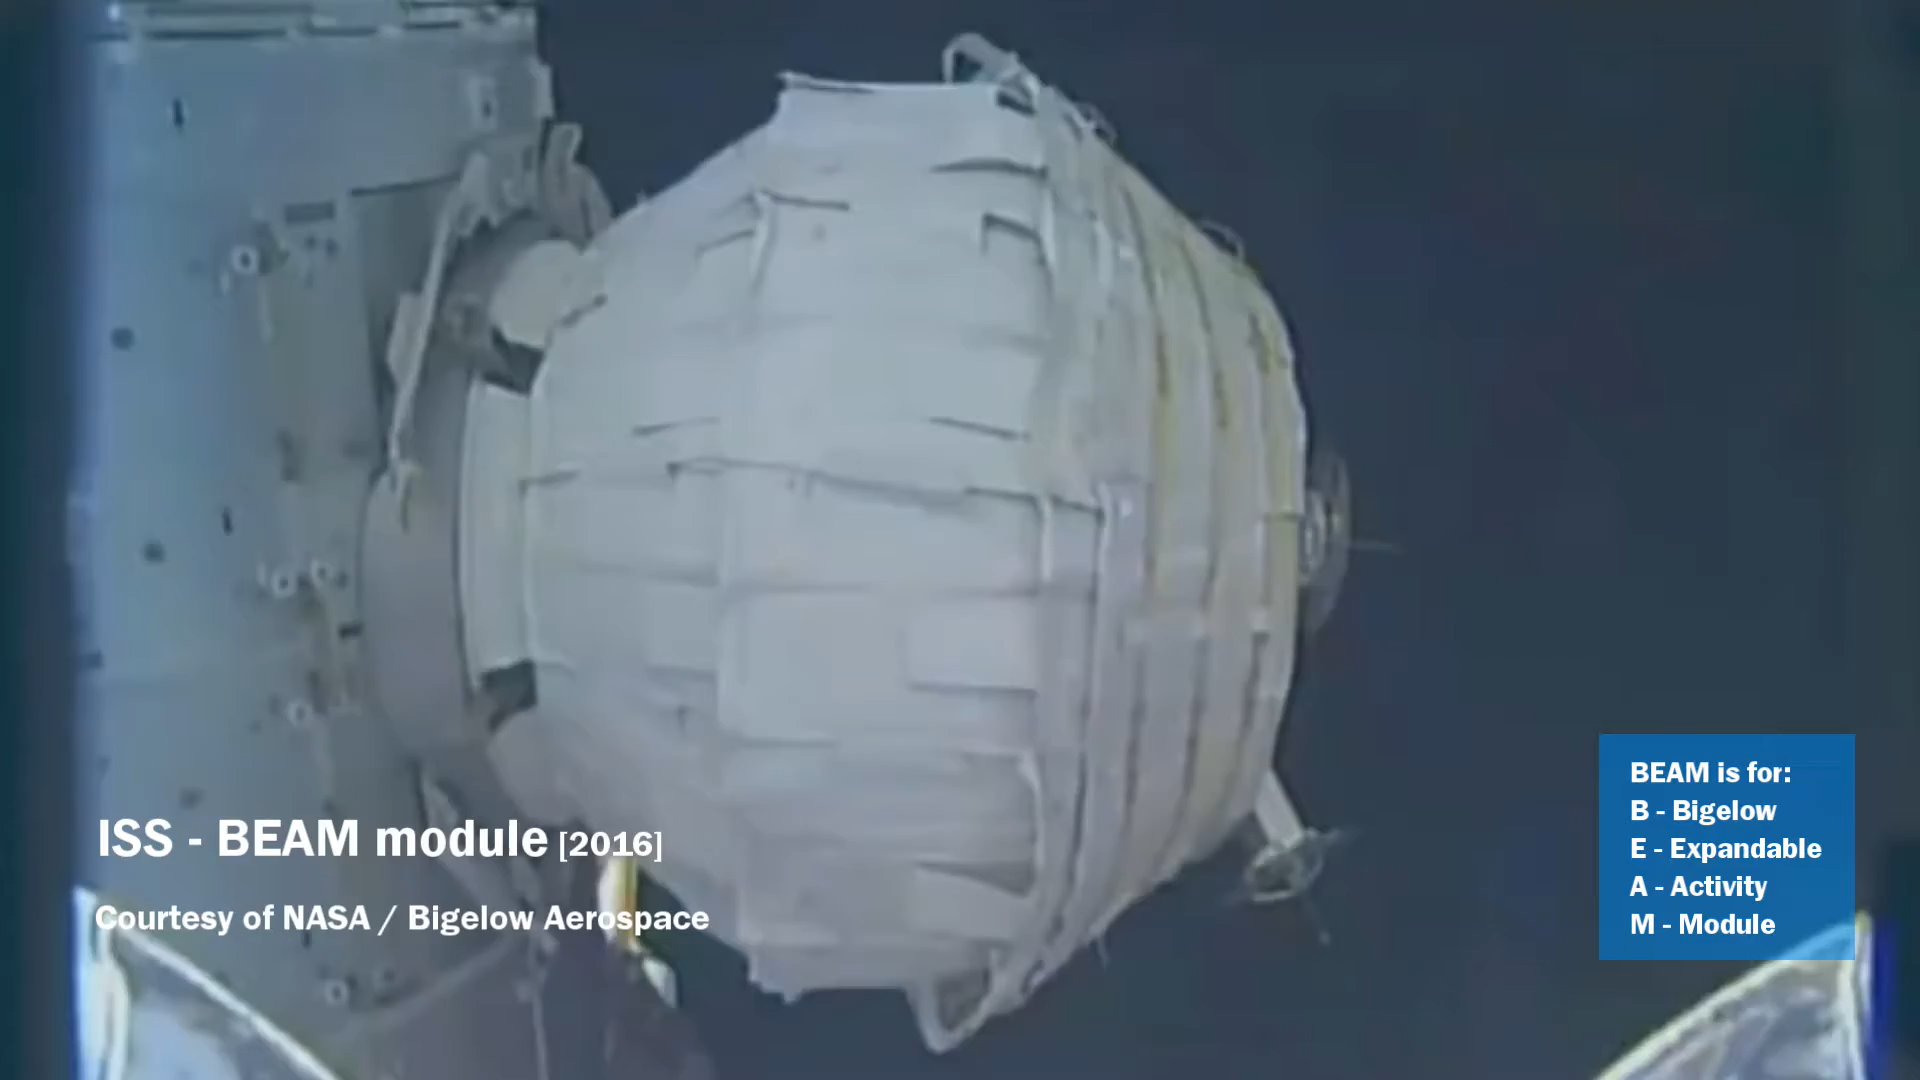 ISS - BEAM module [2016]
Courtesy of NASA / Bigelow Aerospace
BEAM is for:
B - Bigelow
E - Expandable
A - Activity
M - Module